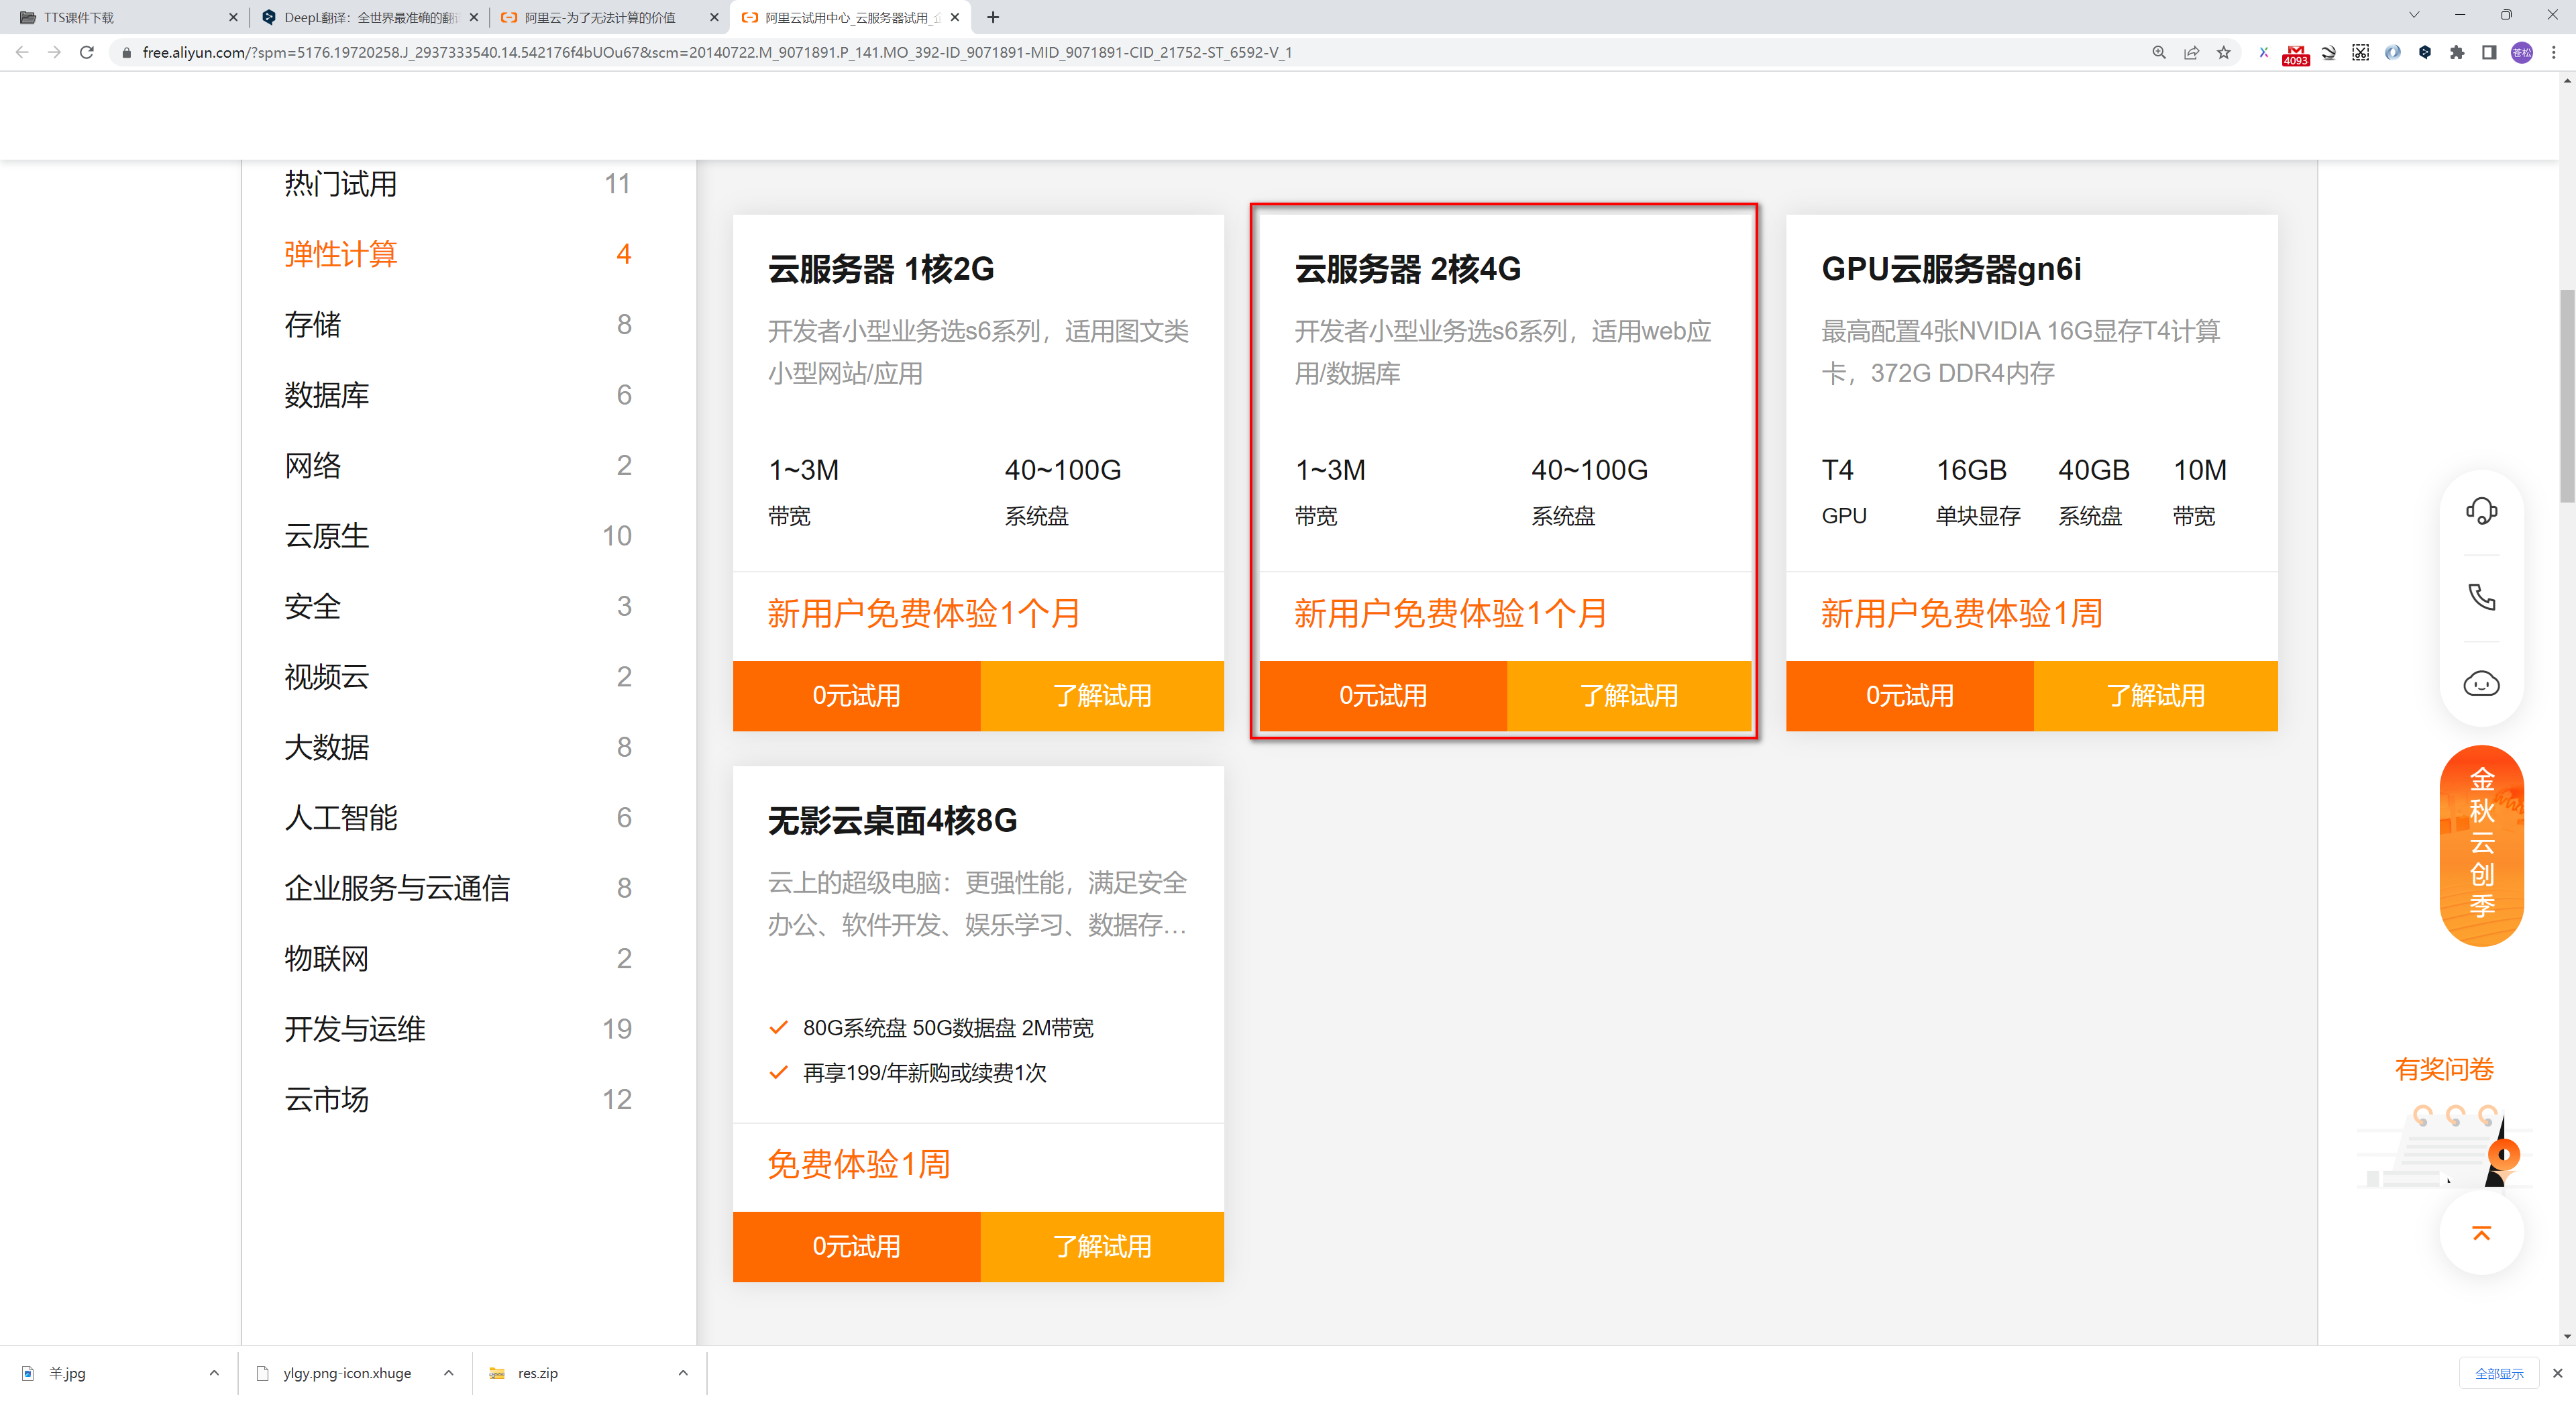 TTS课件下载
DeepL翻译：全世界最准确的翻
阿里云-为了无法计算的价值
阿里云试用中心_云服务器试用_
free.aliyun.com/?spm=5176.19720258.J_2937333540.14.542176f4bUOu67&scm=20140722.M_9071891.P_141.MO_392-ID_9071891-MID_9071891-CID_21752-ST_6592-V_1
4093
苍松
热门试用 11
弹性计算 4
存储 8
数据库 6
网络 2
云原生 10
安全 3
视频云 2
大数据 8
人工智能 6
企业服务与云通信 8
物联网 2
开发与运维 19
云市场 12
云服务器 1核2G
开发者小型业务选s6系列，适用图文类
小型网站/应用
1~3M 40~100G
带宽 系统盘
新用户免费体验1个月
0元试用 了解试用
云服务器 2核4G
开发者小型业务选s6系列，适用web应
用/数据库
1~3M 40~100G
带宽 系统盘
新用户免费体验1个月
0元试用 了解试用
GPU云服务器gn6i
最高配置4张NVIDIA 16G显存T4计算
卡，372G DDR4内存
T4 16GB 40GB 10M
GPU 单块显存 系统盘 带宽
新用户免费体验1周
0元试用 了解试用
无影云桌面4核8G
云上的超级电脑：更强性能，满足安全
办公、软件开发、娱乐学习、数据存...
80G系统盘 50G数据盘 2M带宽
再享199/年新购或续费1次
免费体验1周
0元试用 了解试用
金秋云创季
有奖问卷
羊.jpg
ylgy.png-icon.xhuge
res.zip
全部显示